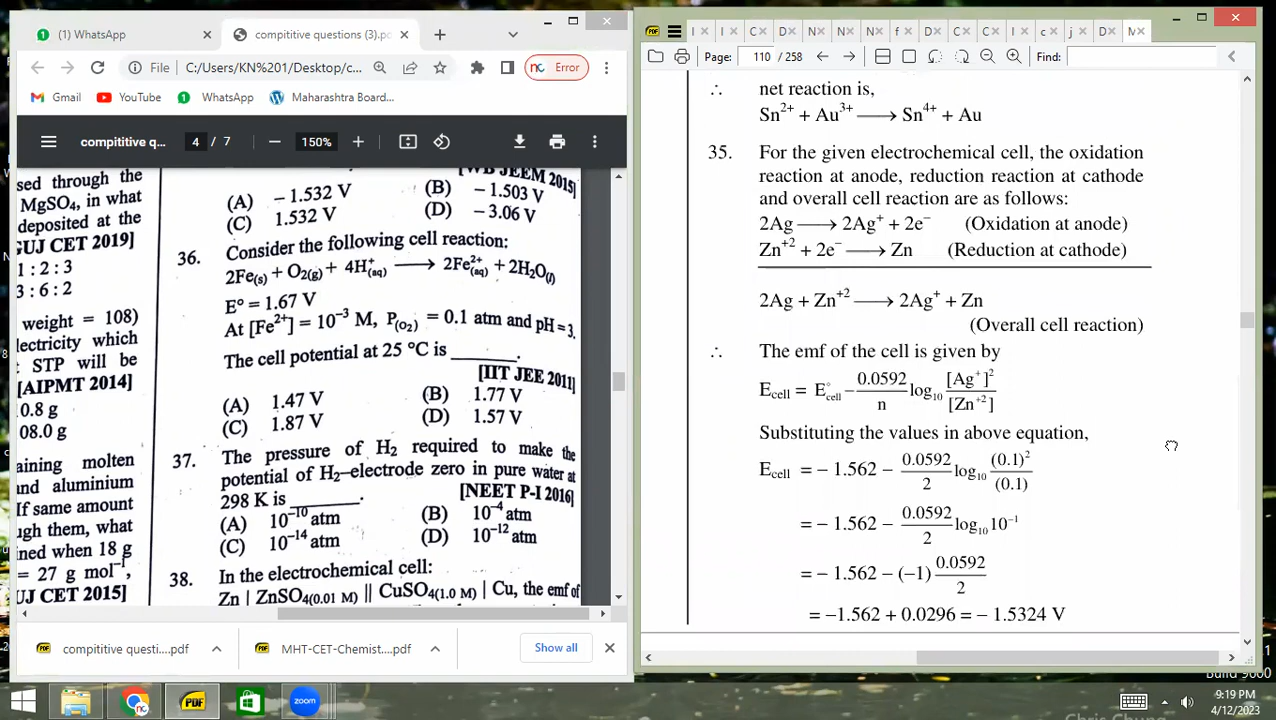 (1) WhatsApp
compititive questions (3).pdf
File
C:/Users/KN%201/Desktop/c...
Error
Gmail
YouTube
WhatsApp
Maharashtra Board...
compititive q...
4 / 7
150%
sed through the
MgSO₄, in what
deposited at the
GUJ CET 2019]
1 : 2 : 3
3 : 6 : 2
weight = 108)
lectricity which
STP will be
[AIPMT 2014]
0.8 g
08.0 g
aining molten
and aluminium
If same amount
ugh them, what
ined when 18 g
= 27 g mol⁻¹,
UJ CET 2015]
[WB JEEM 2015]
(A) – 1.532 V (B) – 1.503 V
(C) 1.532 V (D) – 3.06 V
36. Consider the following cell reaction:
2Fe(s) + O₂(g) + 4H⁺(aq) ⟶ 2Fe²⁺(aq) + 2H₂O(l)
E° = 1.67 V
At [Fe²⁺] = 10⁻³ M, P(O₂) = 0.1 atm and pH = 3.
The cell potential at 25 °C is ______.
[IIT JEE 2011]
(A) 1.47 V (B) 1.77 V
(C) 1.87 V (D) 1.57 V
37. The pressure of H₂ required to make the
potential of H₂–electrode zero in pure water at
298 K is ______.
[NEET P-I 2016]
(A) 10⁻¹⁰ atm (B) 10⁻⁴ atm
(C) 10⁻¹⁴ atm (D) 10⁻¹² atm
38. In the electrochemical cell:
Zn | ZnSO₄(0.01 M) || CuSO₄(1.0 M) | Cu, the emf of
compititive questi....pdf
MHT-CET-Chemist....pdf
Show all
Page: 110 / 258
Find:
∴ net reaction is,
Sn²⁺ + Au³⁺ ⟶ Sn⁴⁺ + Au
35. For the given electrochemical cell, the oxidation
reaction at anode, reduction reaction at cathode
and overall cell reaction are as follows:
2Ag ⟶ 2Ag⁺ + 2e⁻ (Oxidation at anode)
Zn⁺² + 2e⁻ ⟶ Zn (Reduction at cathode)
2Ag + Zn⁺² ⟶ 2Ag⁺ + Zn
(Overall cell reaction)
∴ The emf of the cell is given by
Ecell = E°cell – 0.0592/n log₁₀ [Ag⁺]²/[Zn⁺²]
Substituting the values in above equation,
Ecell = – 1.562 – 0.0592/2 log₁₀ (0.1)²/(0.1)
= – 1.562 – 0.0592/2 log₁₀ 10⁻¹
= – 1.562 – (–1) 0.0592/2
= –1.562 + 0.0296 = – 1.5324 V
zoom
9:19 PM
4/12/2023